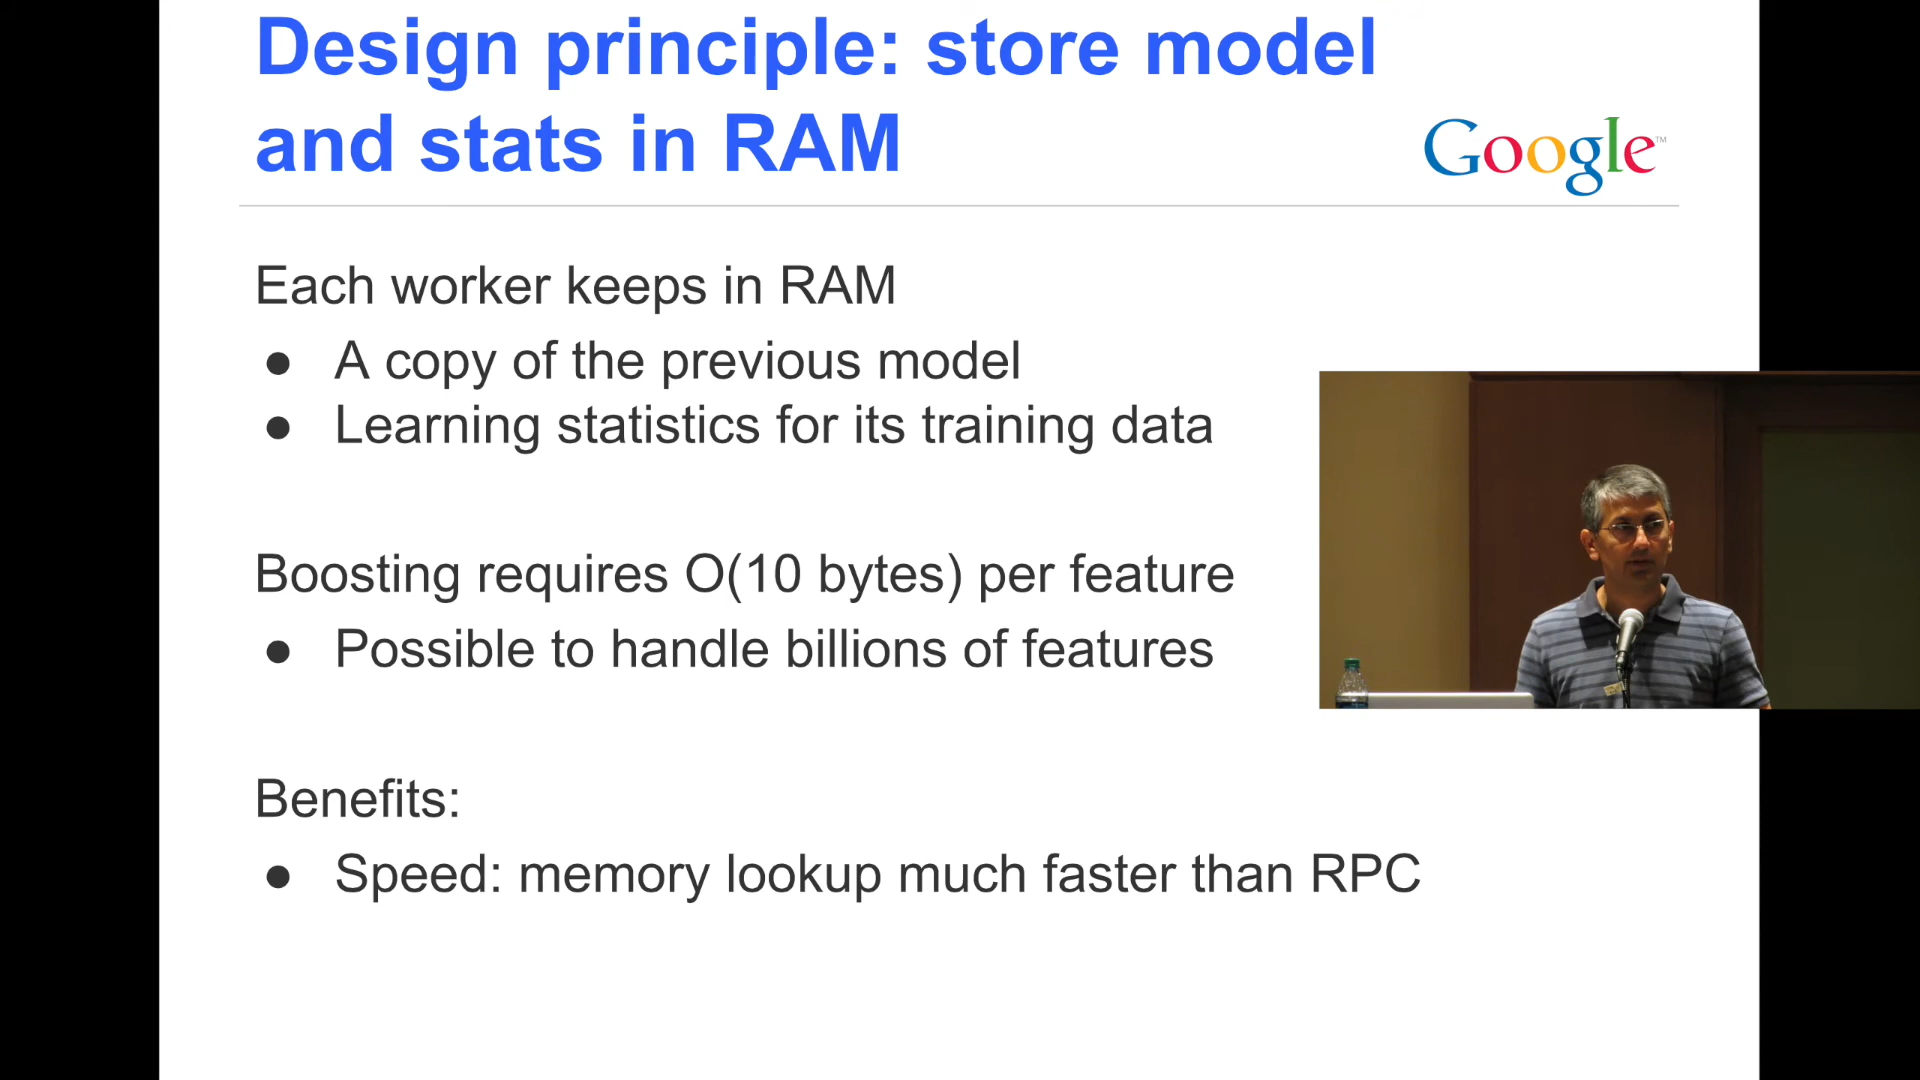 Design principle: store model
and stats in RAM
Google™
Each worker keeps in RAM
● A copy of the previous model
● Learning statistics for its training data
Boosting requires O(10 bytes) per feature
● Possible to handle billions of features
Benefits:
● Speed: memory lookup much faster than RPC